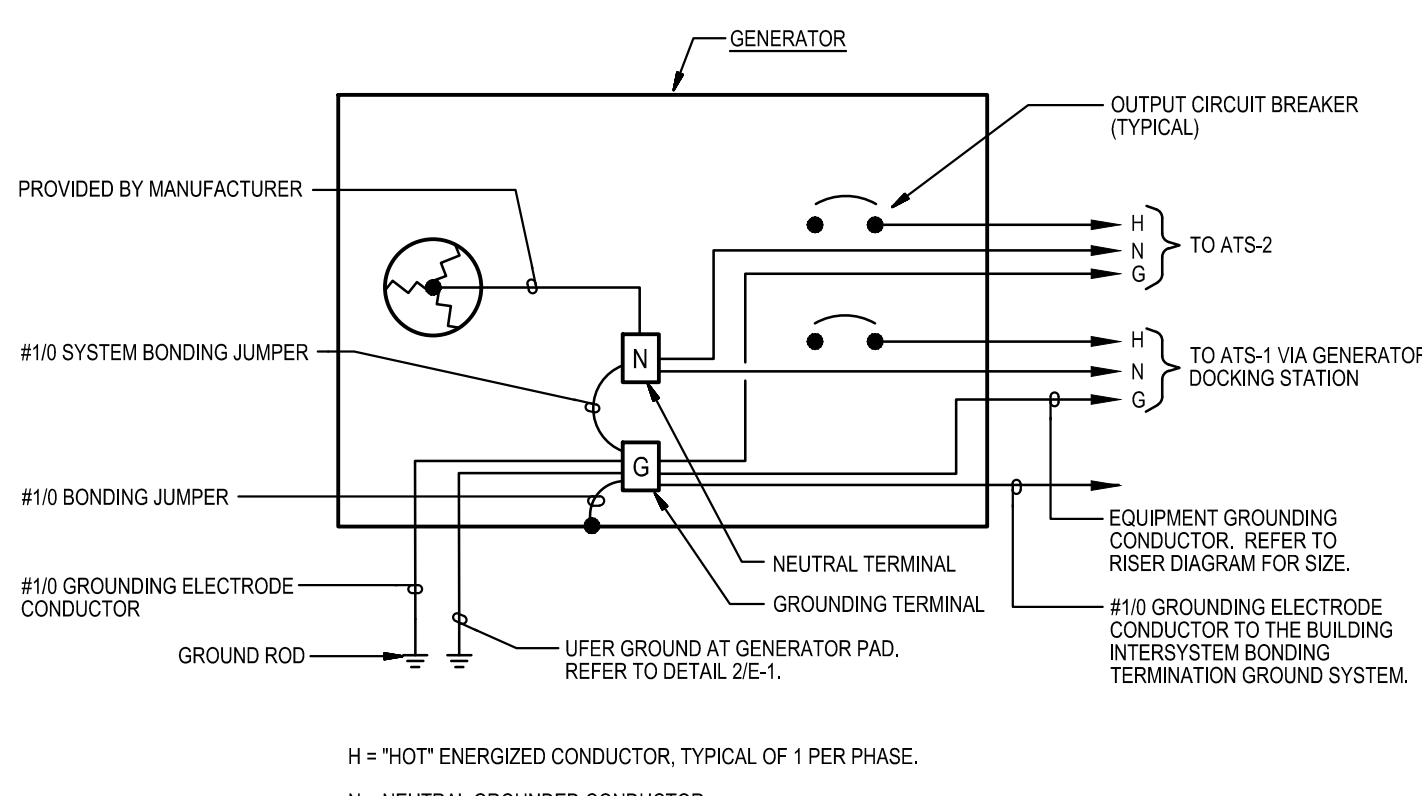 GENERATOR
OUTPUT CIRCUIT BREAKER
(TYPICAL)
PROVIDED BY MANUFACTURER
H
N
G
TO ATS-2
#1/0 SYSTEM BONDING JUMPER
N
H
N
G
TO ATS-1 VIA GENERATOR
DOCKING STATION
G
#1/0 BONDING JUMPER
EQUIPMENT GROUNDING
CONDUCTOR. REFER TO
RISER DIAGRAM FOR SIZE.
NEUTRAL TERMINAL
#1/0 GROUNDING ELECTRODE
CONDUCTOR
GROUNDING TERMINAL
#1/0 GROUNDING ELECTRODE
CONDUCTOR TO THE BUILDING
INTERSYSTEM BONDING
TERMINATION GROUND SYSTEM.
GROUND ROD
UFER GROUND AT GENERATOR PAD.
REFER TO DETAIL 2/E-1.
H = "HOT" ENERGIZED CONDUCTOR, TYPICAL OF 1 PER PHASE.
N = NEUTRAL GROUNDED CONDUCTOR